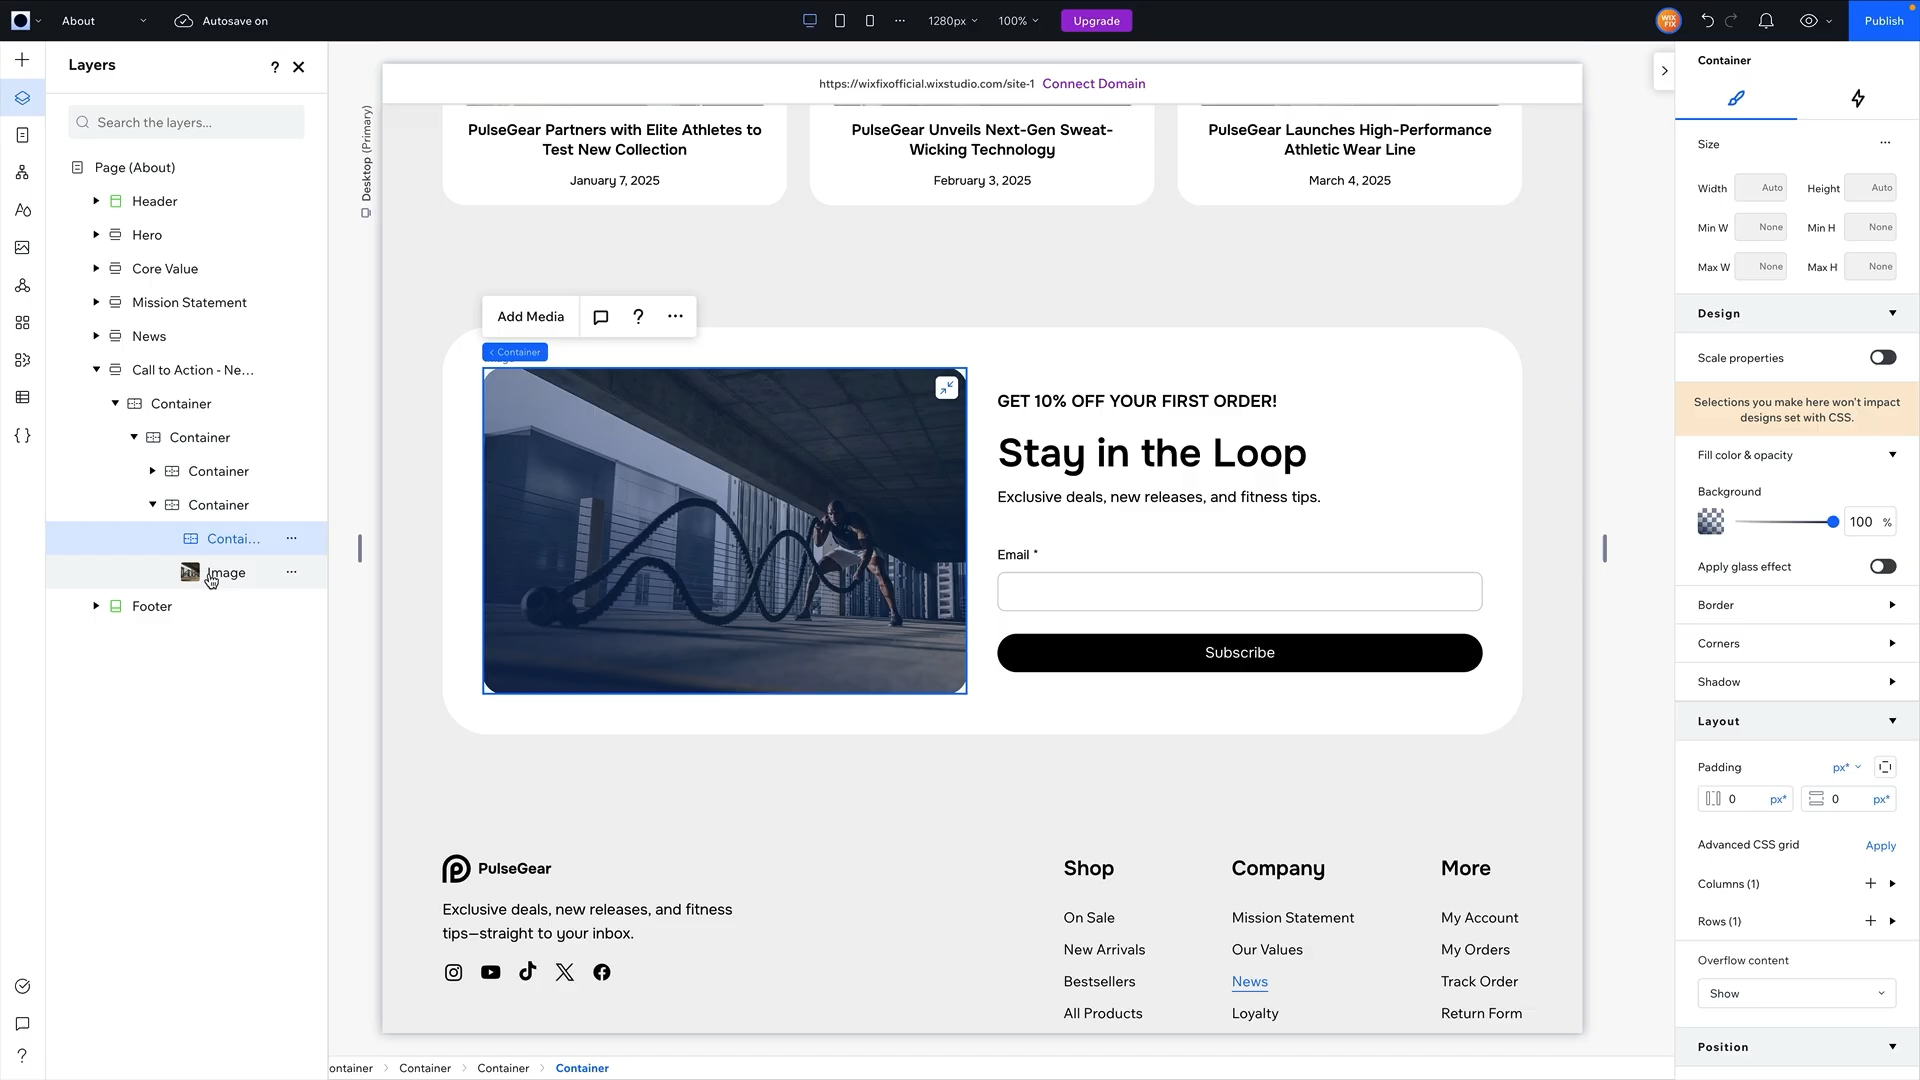 About
Autosave on
1280px
100%
Upgrade
WIX
FIX
Publish
Layers
?
Search the layers...
Page (About)
Header
Hero
Core Value
Mission Statement
News
Call to Action - Ne...
Container
Container
Container
Container
Contai...
Image
Footer
?
Desktop (Primary)
https://wixfixofficial.wixstudio.com/site-1 Connect Domain
PulseGear Partners with Elite Athletes to
Test New Collection
January 7, 2025
PulseGear Unveils Next-Gen Sweat-
Wicking Technology
February 3, 2025
PulseGear Launches High-Performance
Athletic Wear Line
March 4, 2025
Add Media
?
< Container
GET 10% OFF YOUR FIRST ORDER!
Stay in the Loop
Exclusive deals, new releases, and fitness tips.
Email *
Subscribe
PulseGear
Exclusive deals, new releases, and fitness
tips—straight to your inbox.
Shop
On Sale
New Arrivals
Bestsellers
All Products
Company
Mission Statement
Our Values
News
Loyalty
More
My Account
My Orders
Track Order
Return Form
ontainer > Container > Container > Container
Container
Size
Width Auto Height Auto
Min W None Min H None
Max W None Max H None
Design
Scale properties
Selections you make here won't impact
designs set with CSS.
Fill color & opacity
Background
100 %
Apply glass effect
Border
Corners
Shadow
Layout
Padding px*
0 px* 0 px*
Advanced CSS grid Apply
Columns (1)
Rows (1)
Overflow content
Show
Position